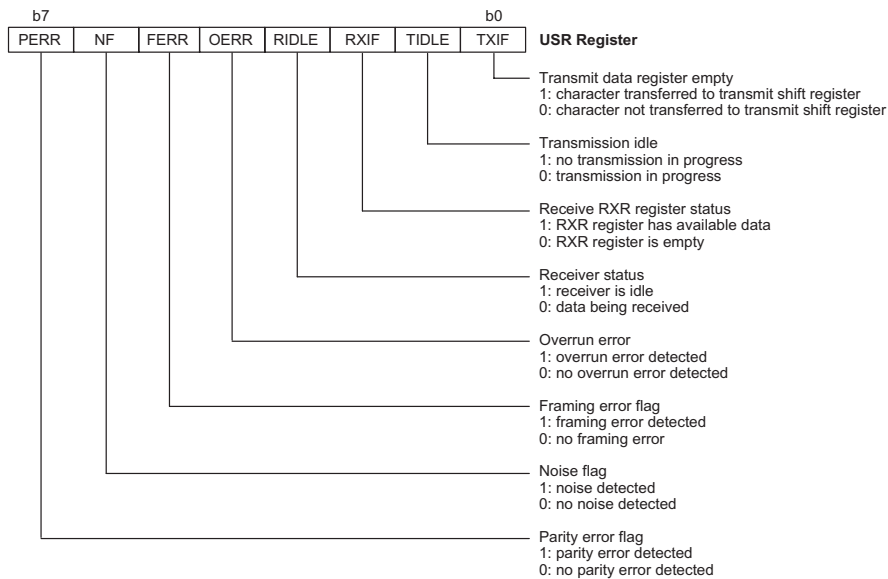 b7 b0
PERR NF FERR OERR RIDLE RXIF TIDLE TXIF USR Register
Transmit data register empty
1: character transferred to transmit shift register
0: character not transferred to transmit shift register
Transmission idle
1: no transmission in progress
0: transmission in progress
Receive RXR register status
1: RXR register has available data
0: RXR register is empty
Receiver status
1: receiver is idle
0: data being received
Overrun error
1: overrun error detected
0: no overrun error detected
Framing error flag
1: framing error detected
0: no framing error
Noise flag
1: noise detected
0: no noise detected
Parity error flag
1: parity error detected
0: no parity error detected